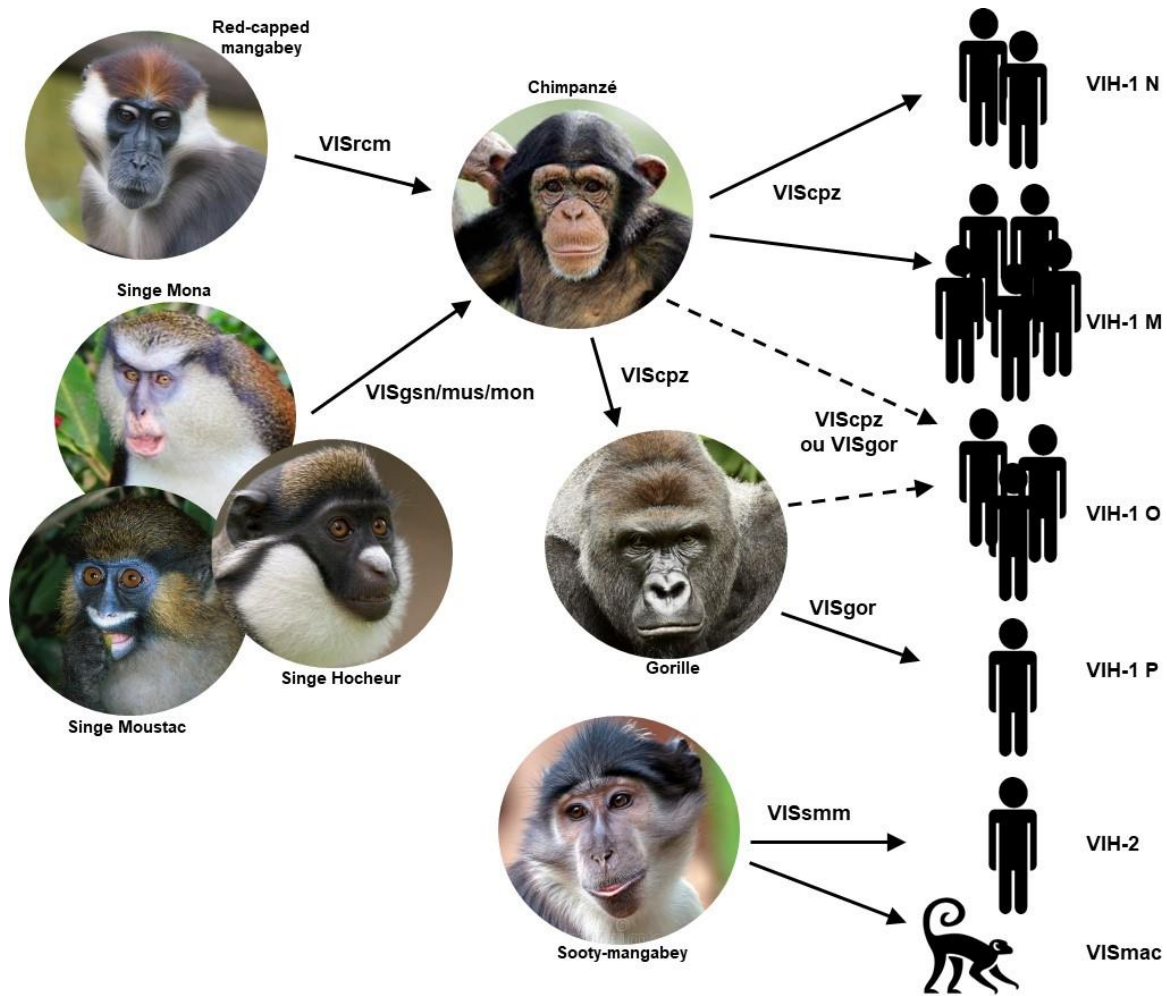 Red-capped
mangabey
Chimpanzé
VIH-1 N
VISrcm
VIScpz
Singe Mona
VIH-1 M
VISgsn/mus/mon
VIScpz
VIScpz
ou VISgor
VIH-1 O
VISgor
Singe Hocheur
Gorille
VIH-1 P
Singe Moustac
VISsmm
VIH-2
Sooty-mangabey
VISmac